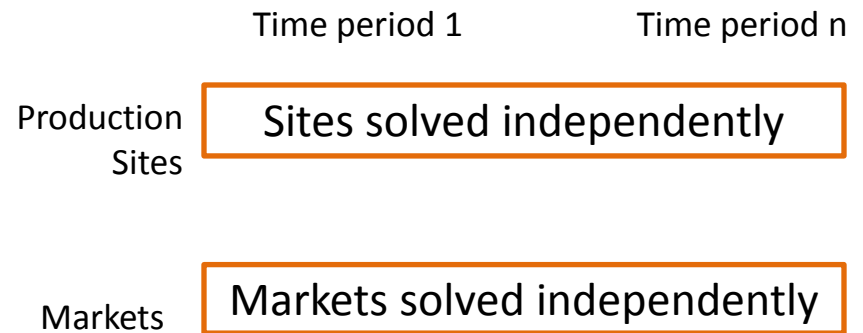 Time period 1 Time period n
Production
Sites
Sites solved independently
Markets
Markets solved independently